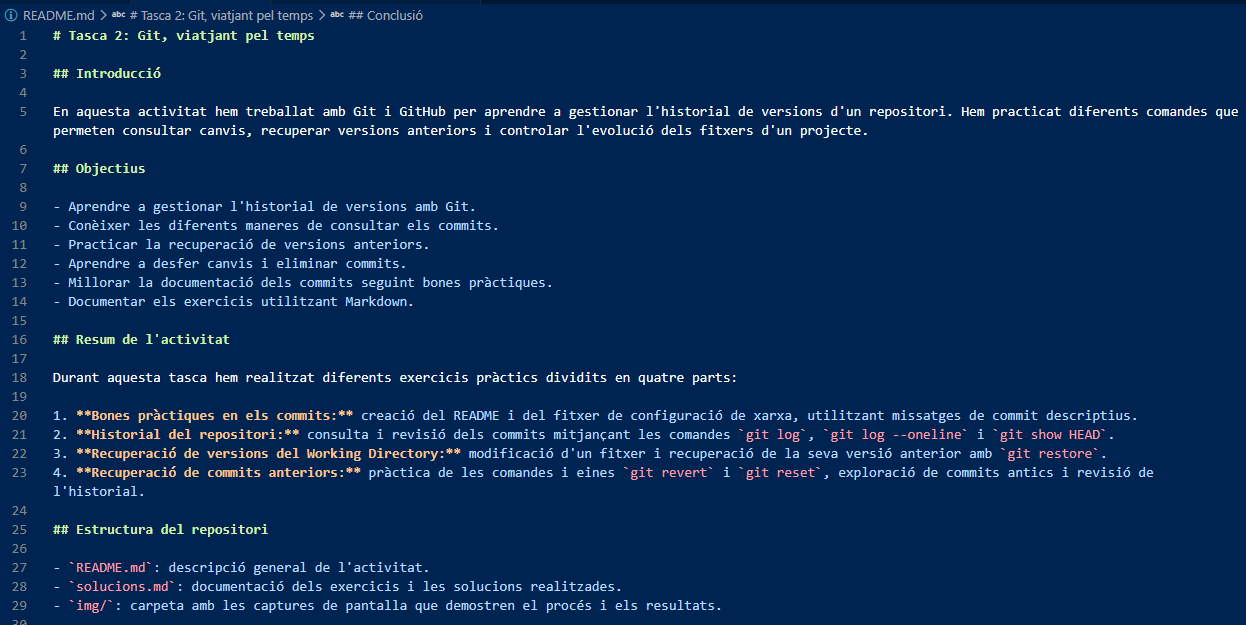 README.md > abc # Tasca 2: Git, viatjant pel temps > abc ## Conclusió
1 # Tasca 2: Git, viatjant pel temps
2
3 ## Introducció
4
5 En aquesta activitat hem treballat amb Git i GitHub per aprendre a gestionar l'historial de versions d'un repositori. Hem practicat diferents comandes que
permeten consultar canvis, recuperar versions anteriors i controlar l'evolució dels fitxers d'un projecte.
6
7 ## Objectius
8
9 - Aprendre a gestionar l'historial de versions amb Git.
10 - Conèixer les diferents maneres de consultar els commits.
11 - Practicar la recuperació de versions anteriors.
12 - Aprendre a desfer canvis i eliminar commits.
13 - Millorar la documentació dels commits seguint bones pràctiques.
14 - Documentar els exercicis utilitzant Markdown.
15
16 ## Resum de l'activitat
17
18 Durant aquesta tasca hem realitzat diferents exercicis pràctics dividits en quatre parts:
19
20 1. **Bones pràctiques en els commits:** creació del README i del fitxer de configuració de xarxa, utilitzant missatges de commit descriptius.
21 2. **Historial del repositori:** consulta i revisió dels commits mitjançant les comandes `git log`, `git log --oneline` i `git show HEAD`.
22 3. **Recuperació de versions del Working Directory:** modificació d'un fitxer i recuperació de la seva versió anterior amb `git restore`.
23 4. **Recuperació de commits anteriors:** pràctica de les comandes i eines `git revert` i `git reset`, exploració de commits antics i revisió de
l'historial.
24
25 ## Estructura del repositori
26
27 - `README.md`: descripció general de l'activitat.
28 - `solucions.md`: documentació dels exercicis i les solucions realitzades.
29 - `img/`: carpeta amb les captures de pantalla que demostren el procés i els resultats.
30